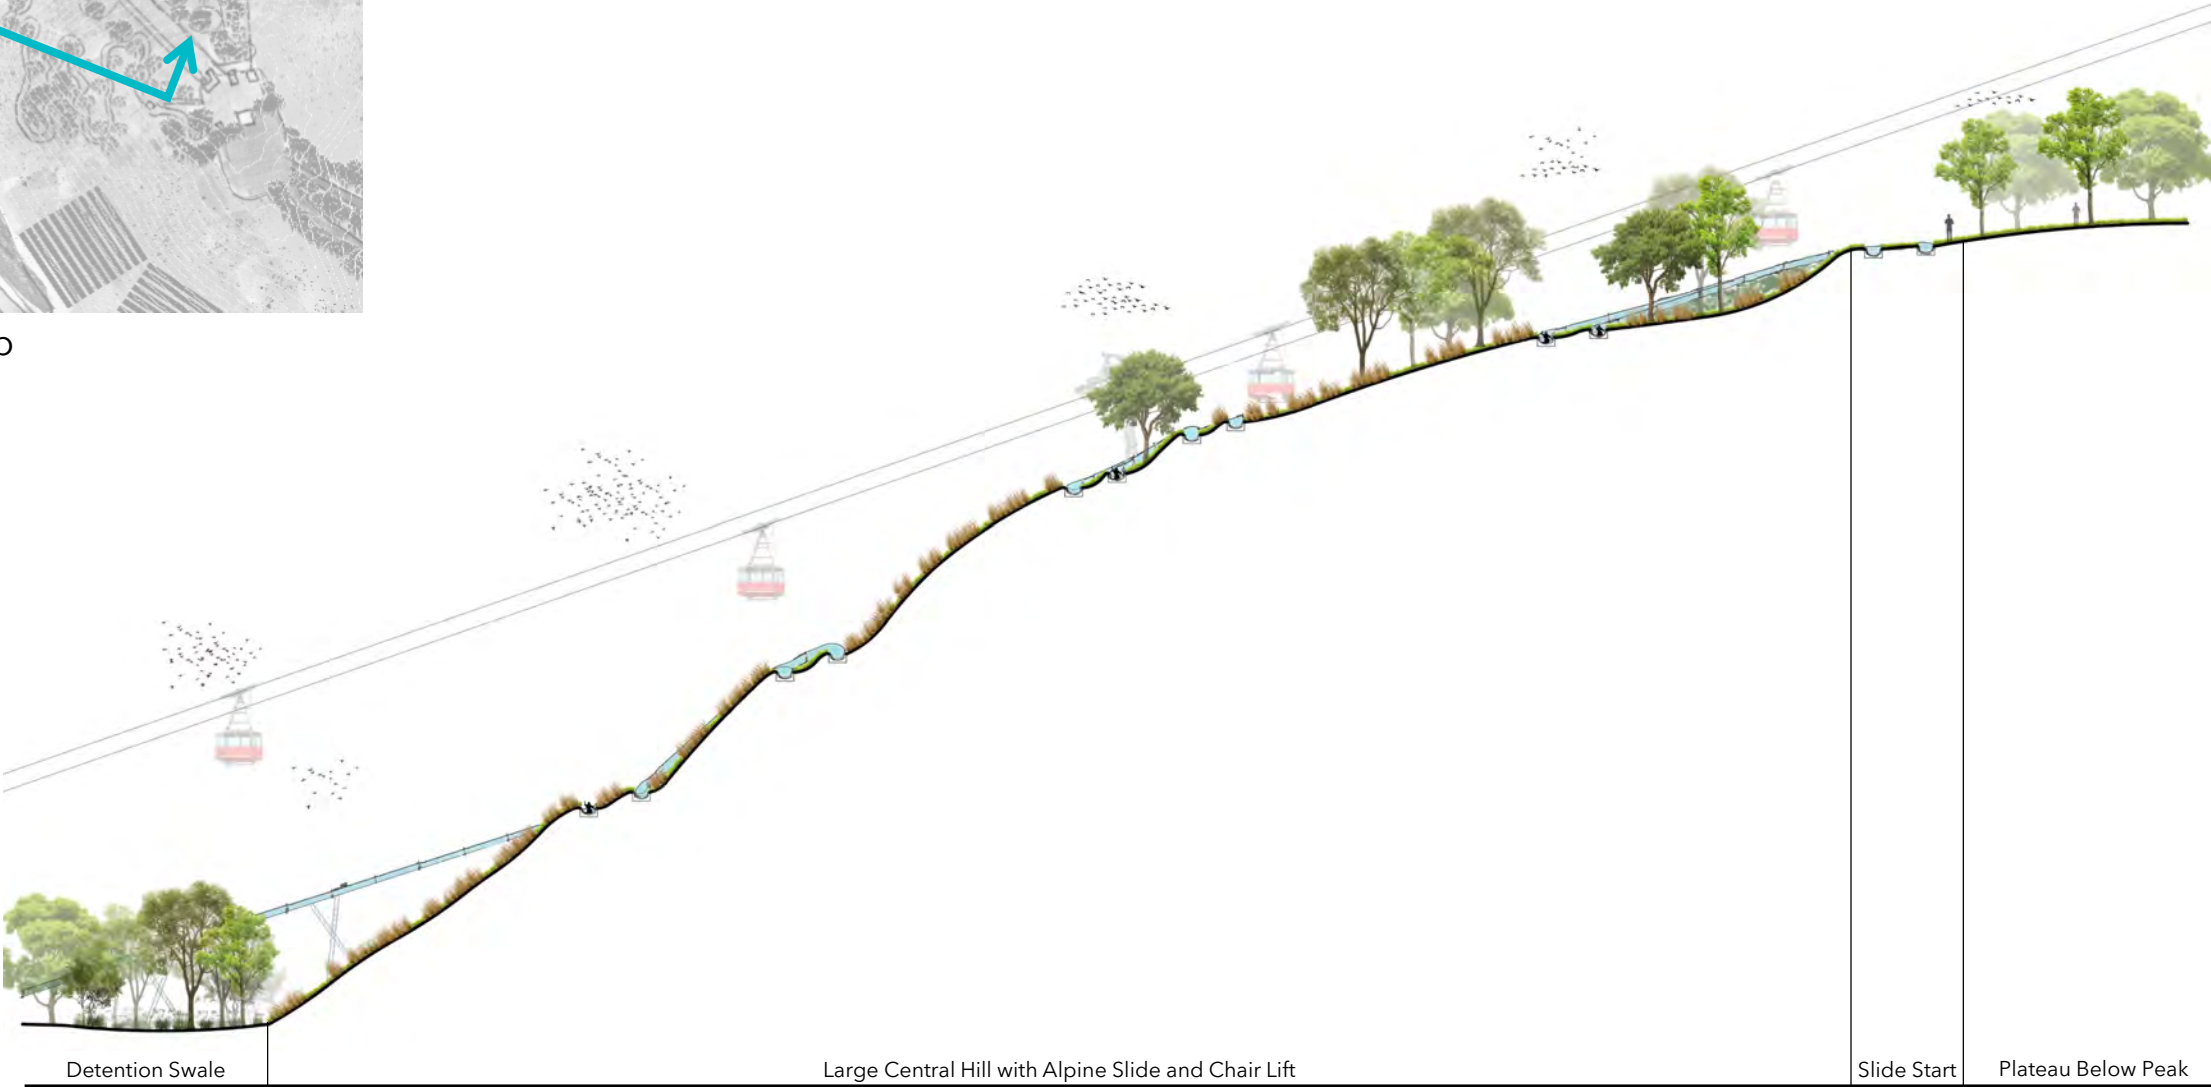 Detention Swale
Large Central Hill with Alpine Slide and Chair Lift
Slide Start
Plateau Below Peak